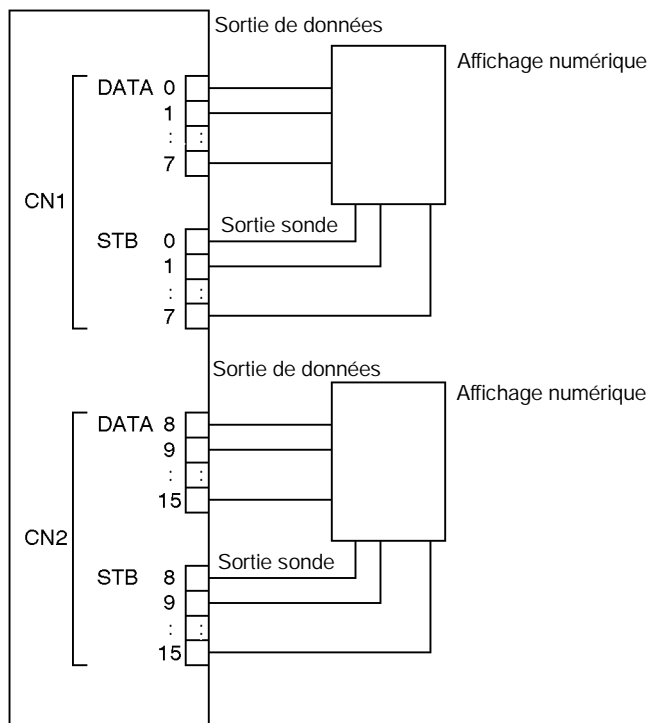 Sortie de données
Affichage numérique
DATA 0
1
: :
7
CN1
Sortie sonde
STB 0
1
: :
7
Sortie de données
Affichage numérique
DATA 8
9
: :
15
CN2
Sortie sonde
STB 8
9
: :
15